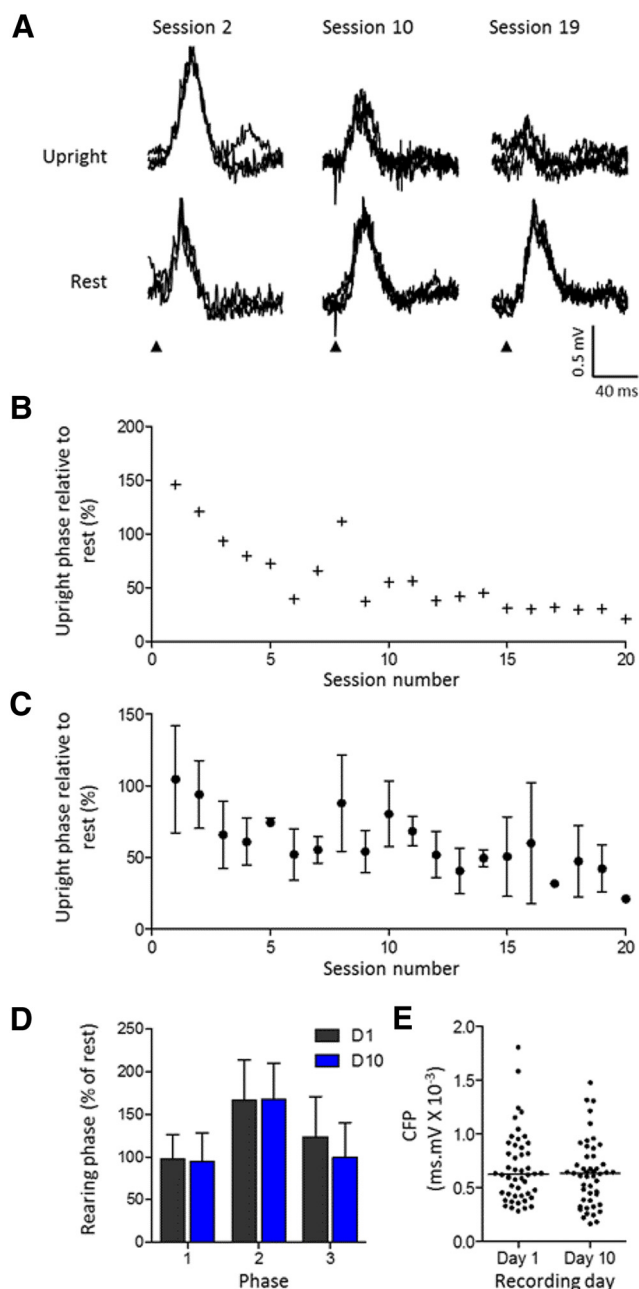 A
Session 2 Session 10 Session 19
Upright
Rest
0.5 mV
40 ms
B
Upright phase relative to
rest (%)
200
150
100
50
0
0 5 10 15 20
Session number
C
Upright phase relative to
rest (%)
150
100
50
0
0 5 10 15 20
Session number
D
Rearing phase (% of rest)
250
200
150
100
50
0
D1
D10
1 2 3
Phase
E
CFP
(ms.mV X 10⁻³)
2.0
1.5
1.0
0.5
0.0
Day 1 Day 10
Recording day